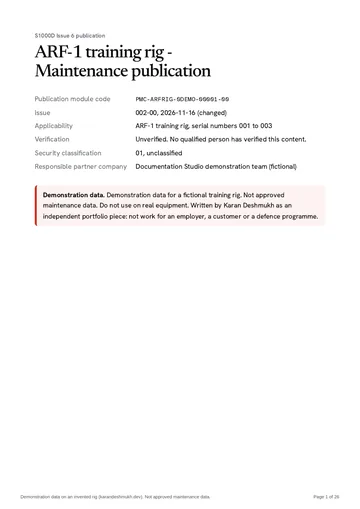 S1000D Issue 6 publication
ARF-1 training rig -
Maintenance publication
Publication module code PMC-ARFRIG-0DEMO-00001-00
Issue 002-00, 2026-11-16 (changed)
Applicability ARF-1 training rig, serial numbers 001 to 003
Verification Unverified. No qualified person has verified this content.
Security classification 01, unclassified
Responsible partner company Documentation Studio demonstration team (fictional)
Demonstration data. Demonstration data for a fictional training rig. Not approved
maintenance data. Do not use on real equipment. Written by Karan Deshmukh as an
independent portfolio piece: not work for an employer, a customer or a defence programme.
Demonstration data on an invented rig (karandeshmukh.dev). Not approved maintenance data. Page 1 of 26